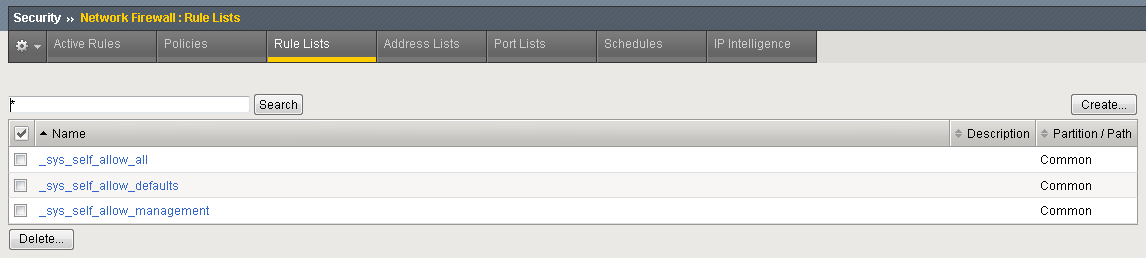 Security ›› Network Firewall : Rule Lists
Active Rules Policies Rule Lists Address Lists Port Lists Schedules IP Intelligence
* Search Create...
Name Description Partition / Path
_sys_self_allow_all Common
_sys_self_allow_defaults Common
_sys_self_allow_management Common
Delete...